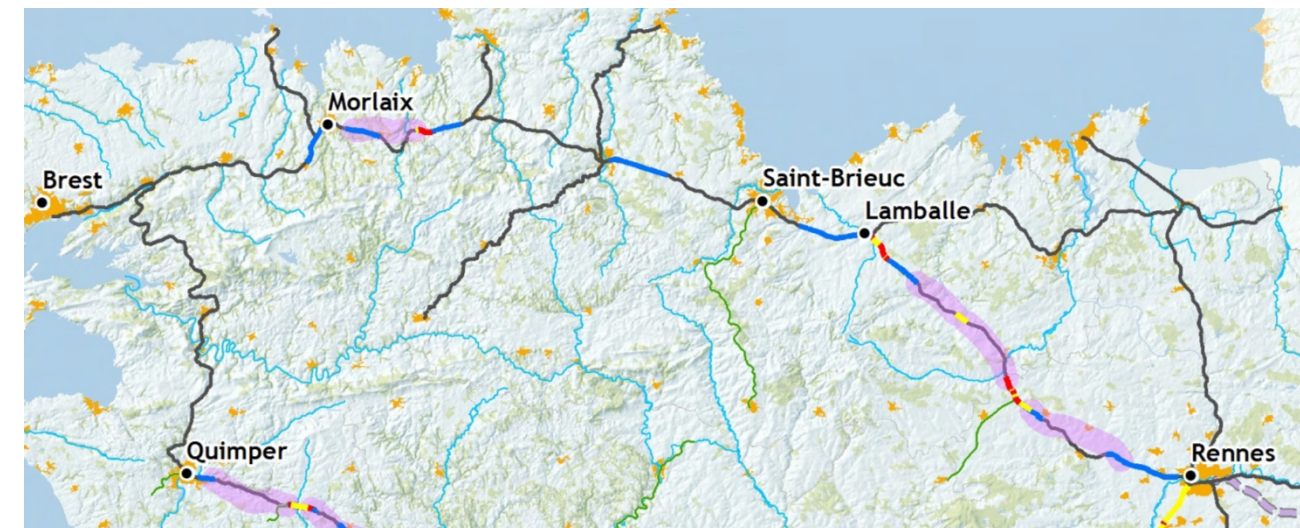 Morlaix
Brest
Saint-Brieuc
Lamballe
Quimper
Rennes